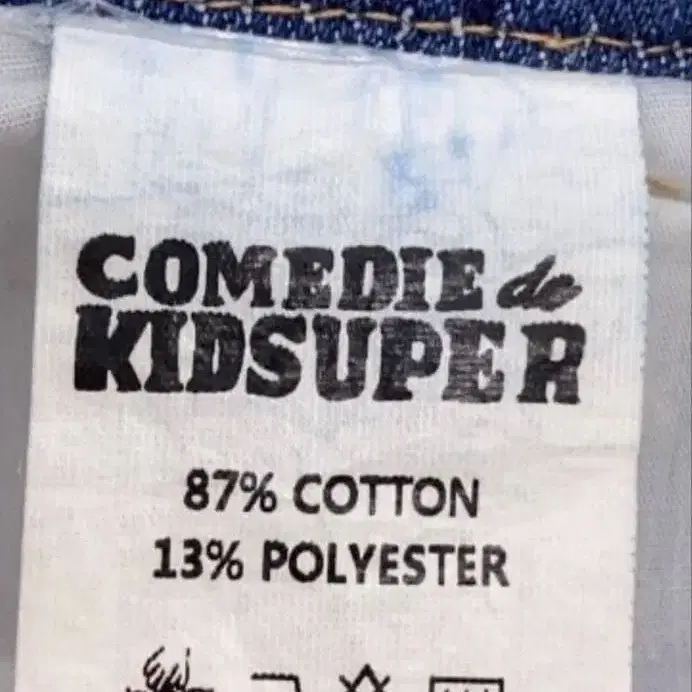 COMEDIE de
KIDSUPER
87% COTTON
13% POLYESTER